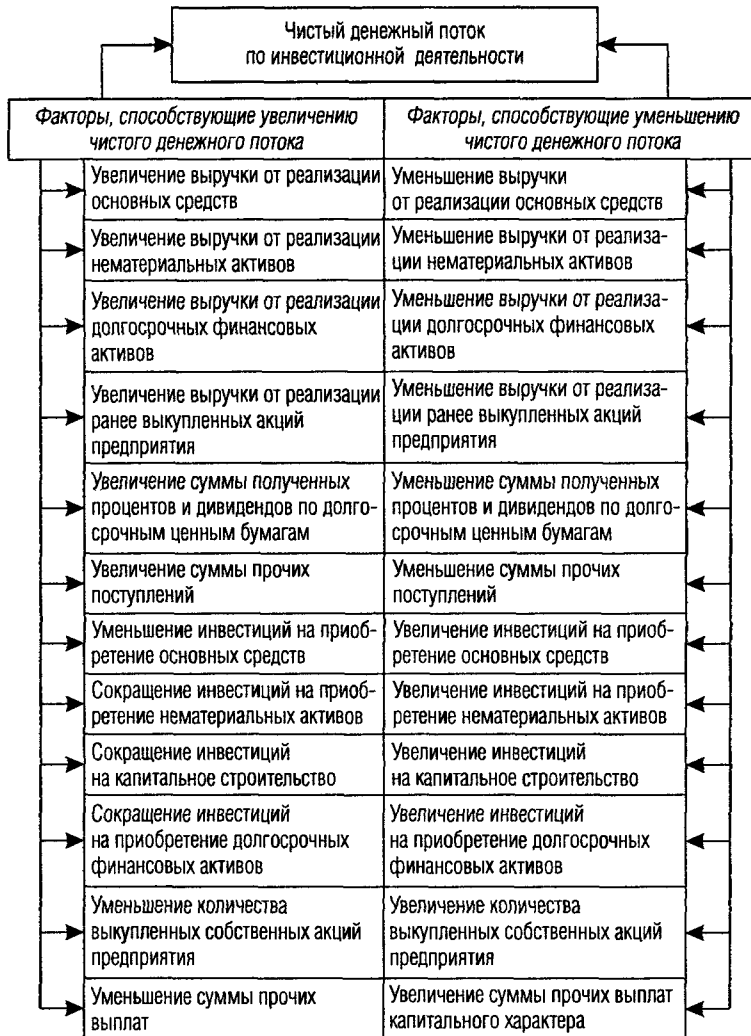 Чистый денежный поток
по инвестиционной деятельности
Факторы, способствующие увеличению
чистого денежного потока
Факторы, способствующие уменьшению
чистого денежного потока
Увеличение выручки от реализации
основных средств
Уменьшение выручки
от реализации основных средств
Увеличение выручки от реализации
нематериальных активов
Уменьшение выручки от реализа-
ции нематериальных активов
Увеличение выручки от реализации
долгосрочных финансовых
активов
Уменьшение выручки от реализа-
ции долгосрочных финансовых
активов
Увеличение выручки от реализации
ранее выкупленных акций
предприятия
Уменьшение выручки от реализа-
ции ранее выкупленных акций
предприятия
Увеличение суммы полученных
процентов и дивидендов по долго-
срочным ценным бумагам
Уменьшение суммы полученных
процентов и дивидендов по долго-
срочным ценным бумагам
Увеличение суммы прочих
поступлений
Уменьшение суммы прочих
поступлений
Уменьшение инвестиций на приоб-
ретение основных средств
Увеличение инвестиций на приоб-
ретение основных средств
Сокращение инвестиций на приоб-
ретение нематериальных активов
Увеличение инвестиций на приоб-
ретение нематериальных активов
Сокращение инвестиций
на капитальное строительство
Увеличение инвестиций
на капитальное строительство
Сокращение инвестиций
на приобретение долгосрочных
финансовых активов
Увеличение инвестиций
на приобретение долгосрочных
финансовых активов
Уменьшение количества
выкупленных собственных акций
предприятия
Увеличение количества
выкупленных собственных акций
предприятия
Уменьшение суммы прочих
выплат
Увеличение суммы прочих выплат
капитального характера